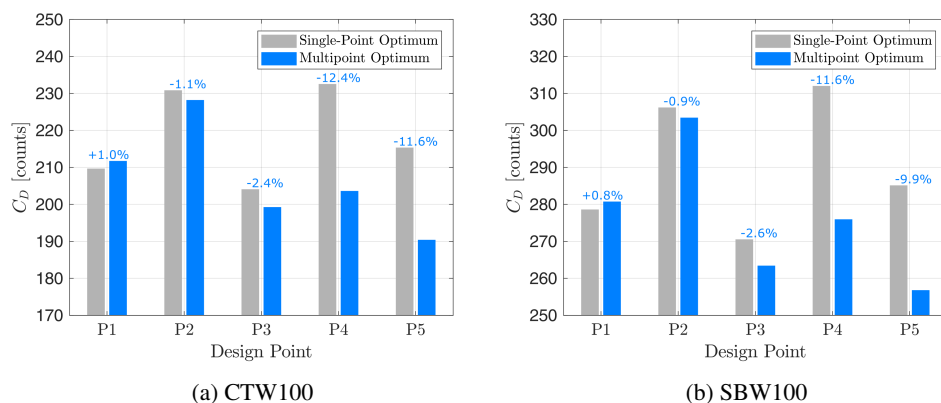 250
240
230
220
210
200
190
180
170
C_D [counts]
Single-Point Optimum
Multipoint Optimum
+1.0%
-1.1%
-2.4%
-12.4%
-11.6%
P1 P2 P3 P4 P5
Design Point
(a) CTW100
330
320
310
300
290
280
270
260
250
C_D [counts]
Single-Point Optimum
Multipoint Optimum
+0.8%
-0.9%
-2.6%
-11.6%
-9.9%
P1 P2 P3 P4 P5
Design Point
(b) SBW100